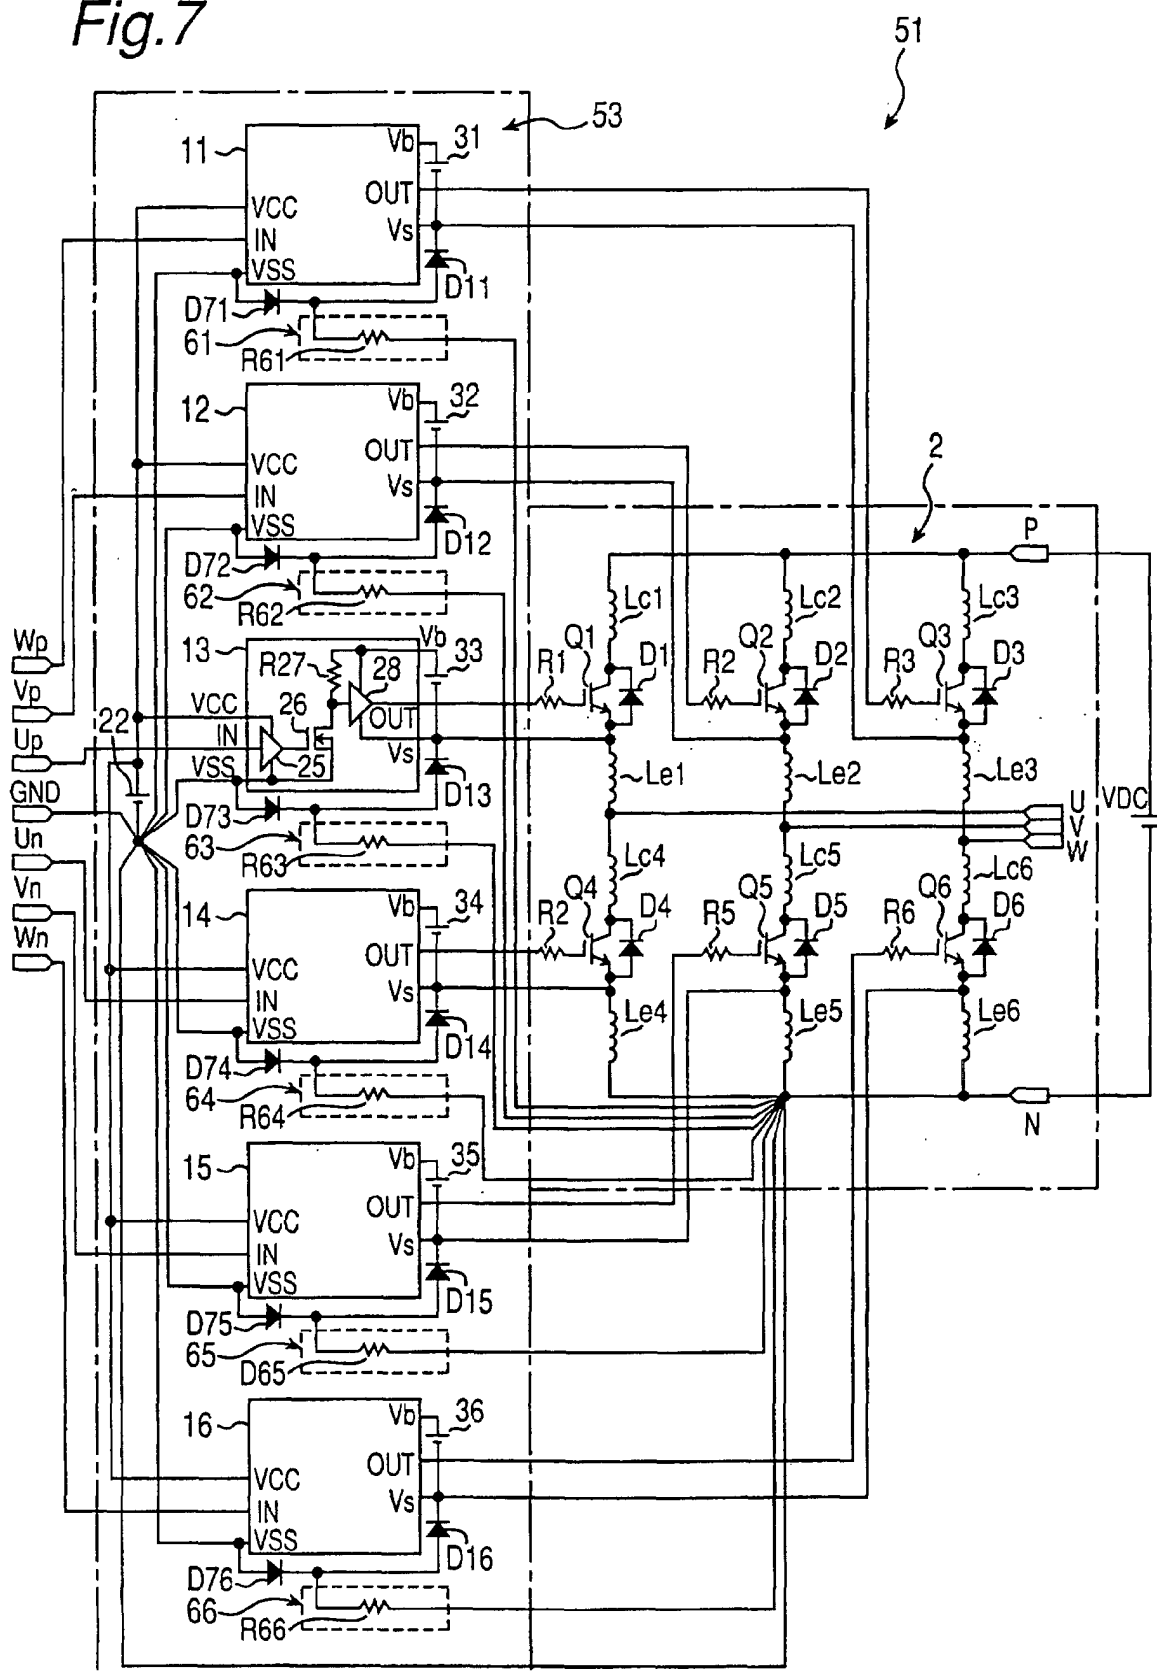 Fig.7
51
53
11
Vb
31
OUT
VCC
Vs
IN
VSS
D11
D71
61
R61
12
Vb
32
OUT
VCC
Vs
IN
VSS
D12
D72
62
R62
2
P
Lc1
Lc2
Lc3
Wp
Vp
22
Up
GND
Un
Vn
Wn
13
R27
Vb
28
33
VCC
26
OUT
IN
Vs
VSS
25
D13
D73
63
R63
R1
Q1
D1
R2
Q2
D2
R3
Q3
D3
Le1
Le2
Le3
U
V
W
VDC
14
Vb
34
OUT
VCC
Vs
IN
VSS
D14
D74
64
R64
Lc4
Lc5
Lc6
R2
Q4
D4
R5
Q5
D5
R6
Q6
D6
Le4
Le5
Le6
N
15
Vb
35
OUT
VCC
Vs
IN
VSS
D15
D75
65
D65
16
Vb
36
OUT
VCC
Vs
IN
VSS
D16
D76
66
R66